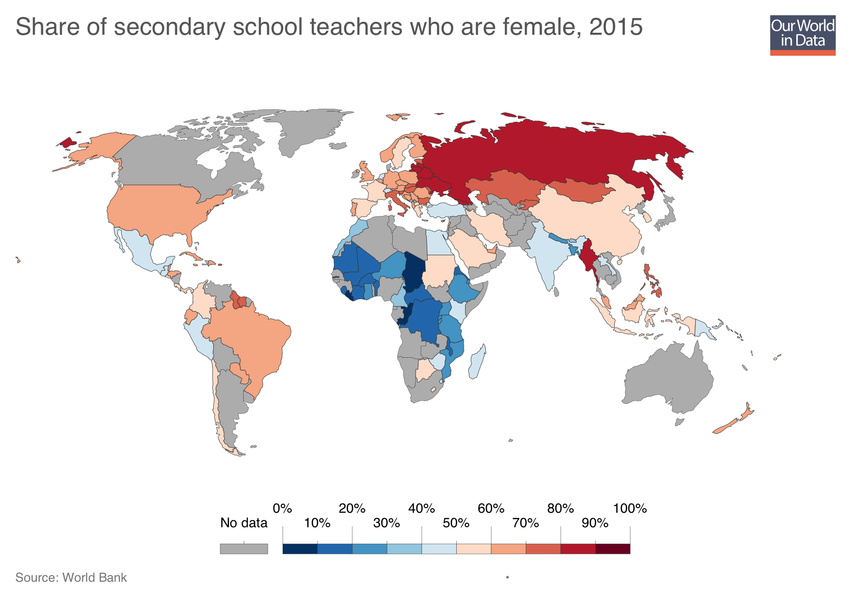 Share of secondary school teachers who are female, 2015
Our World
in Data
0% 20% 40% 60% 80% 100%
No data 10% 30% 50% 70% 90%
Source: World Bank